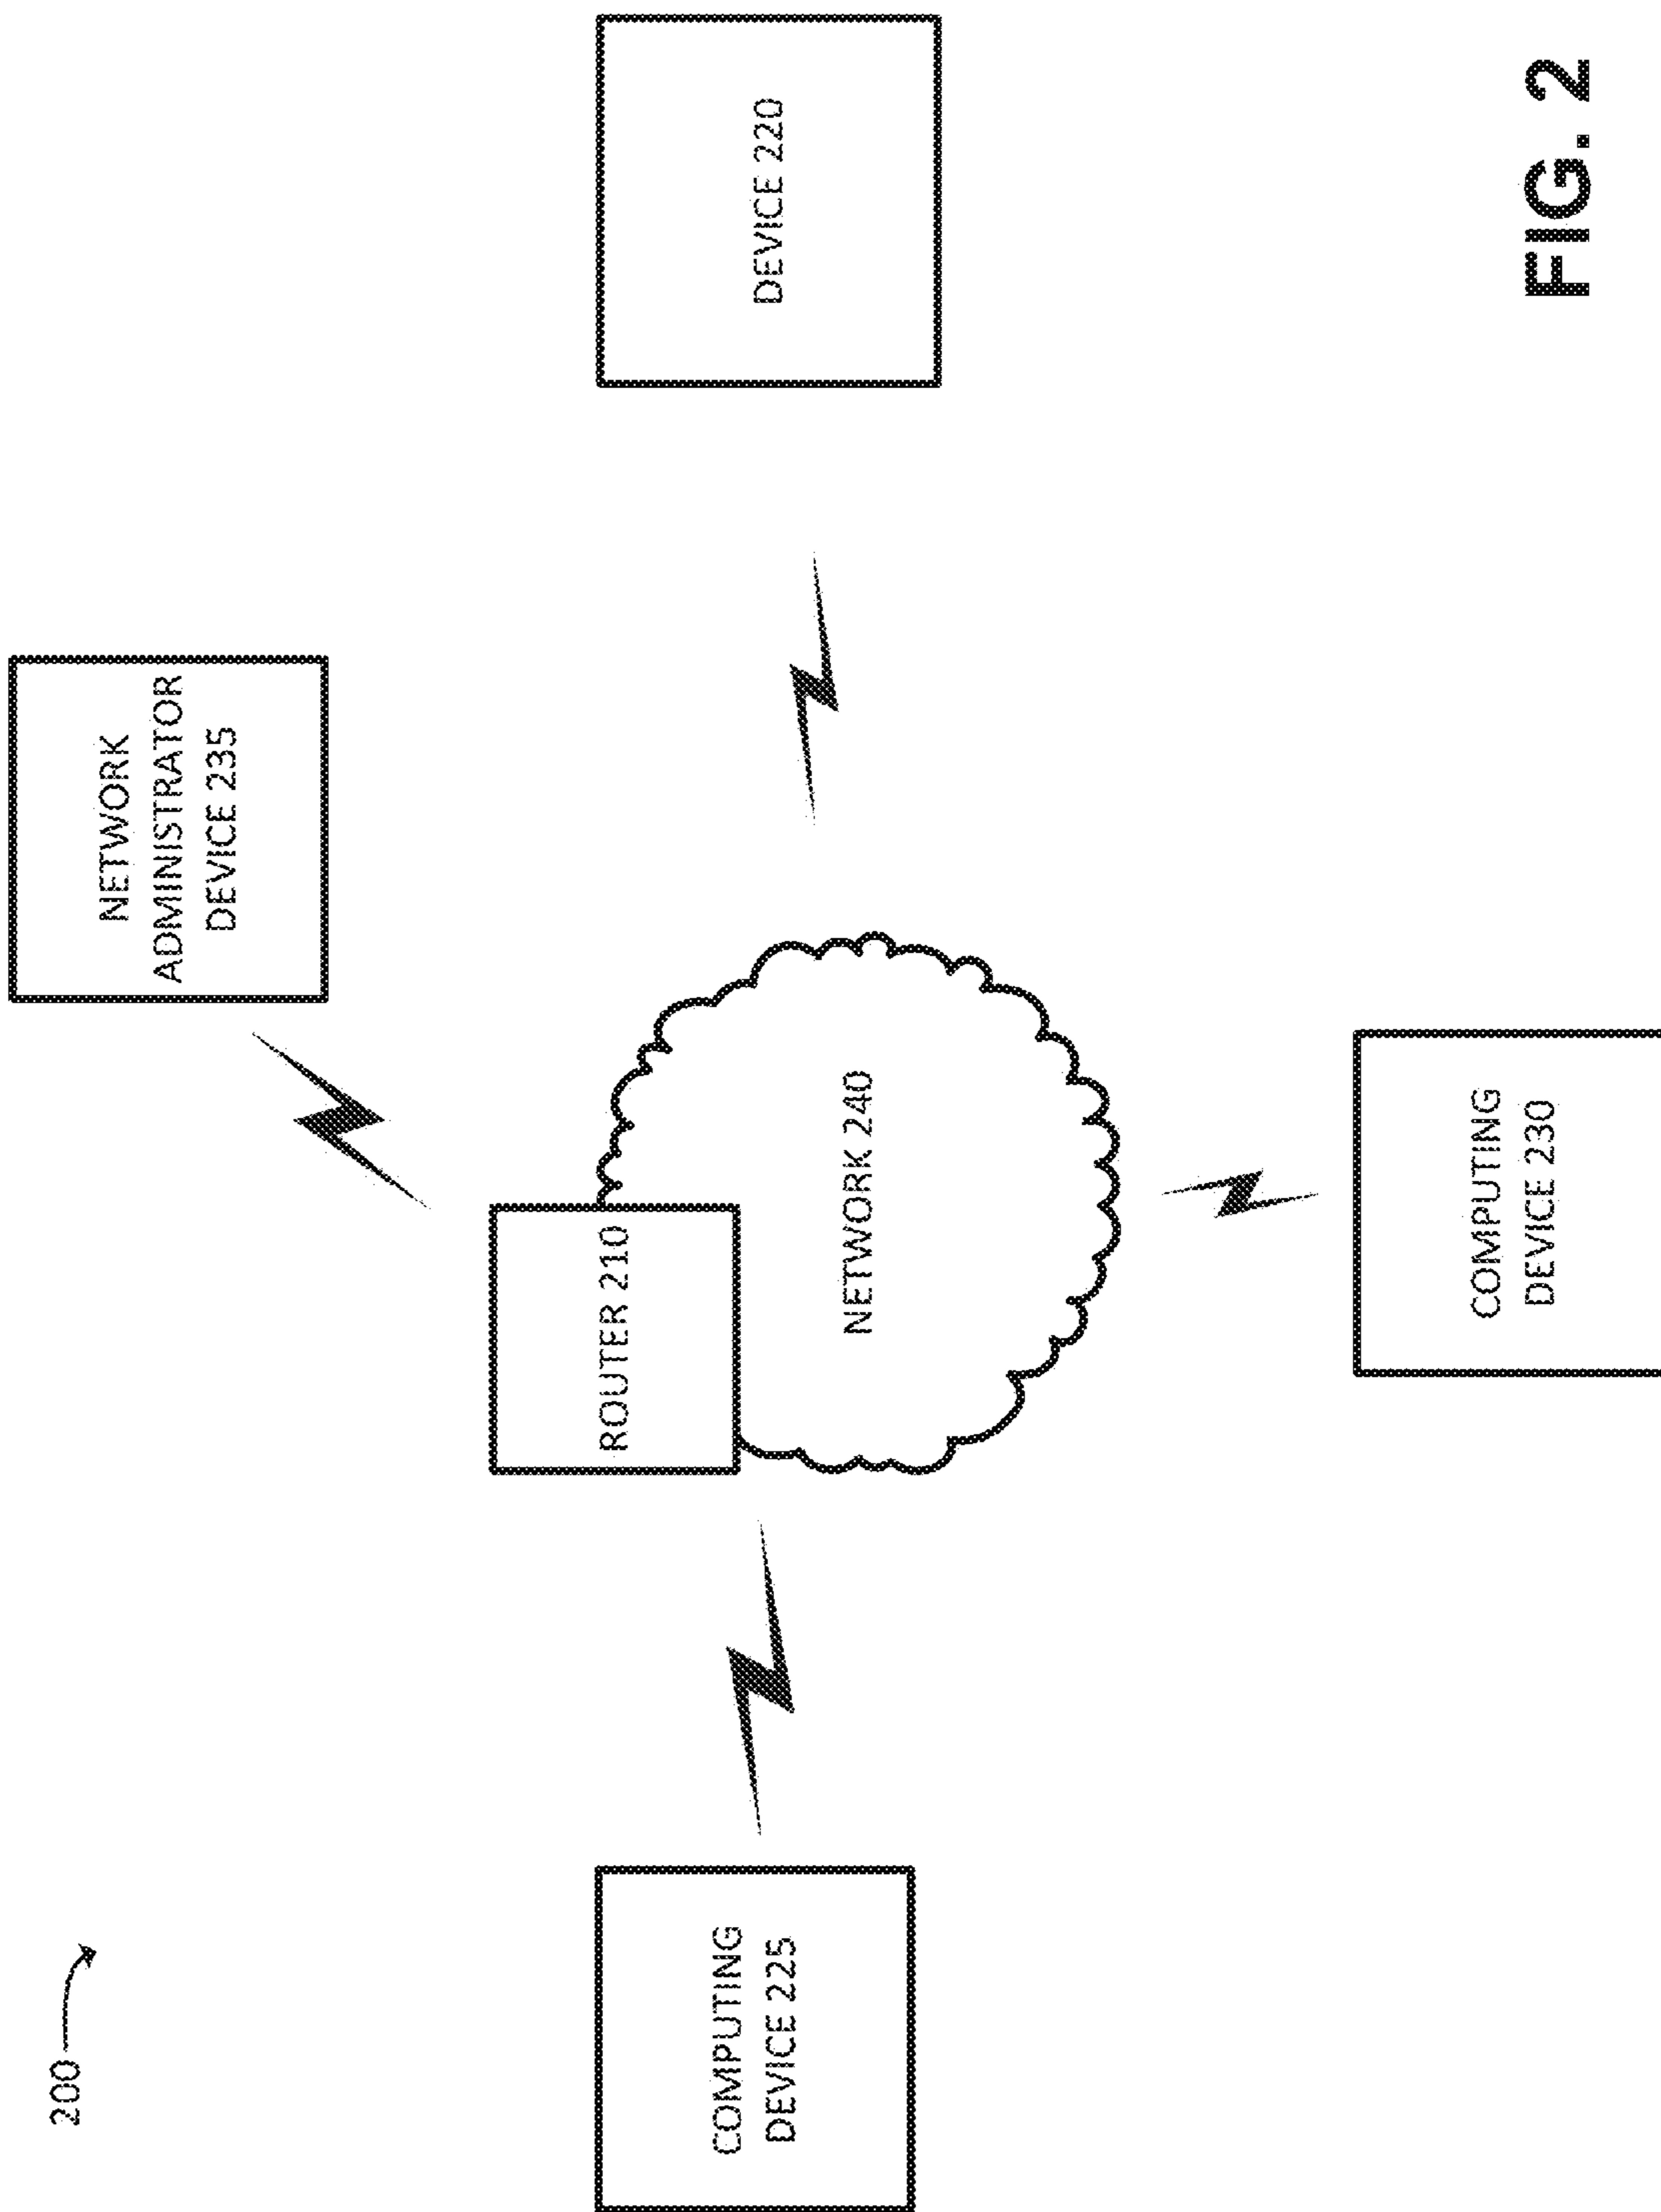 200
NETWORK
ADMINISTRATOR
DEVICE 235
ROUTER 210
COMPUTING
DEVICE 225
NETWORK 240
DEVICE 220
COMPUTING
DEVICE 230
FIG. 2